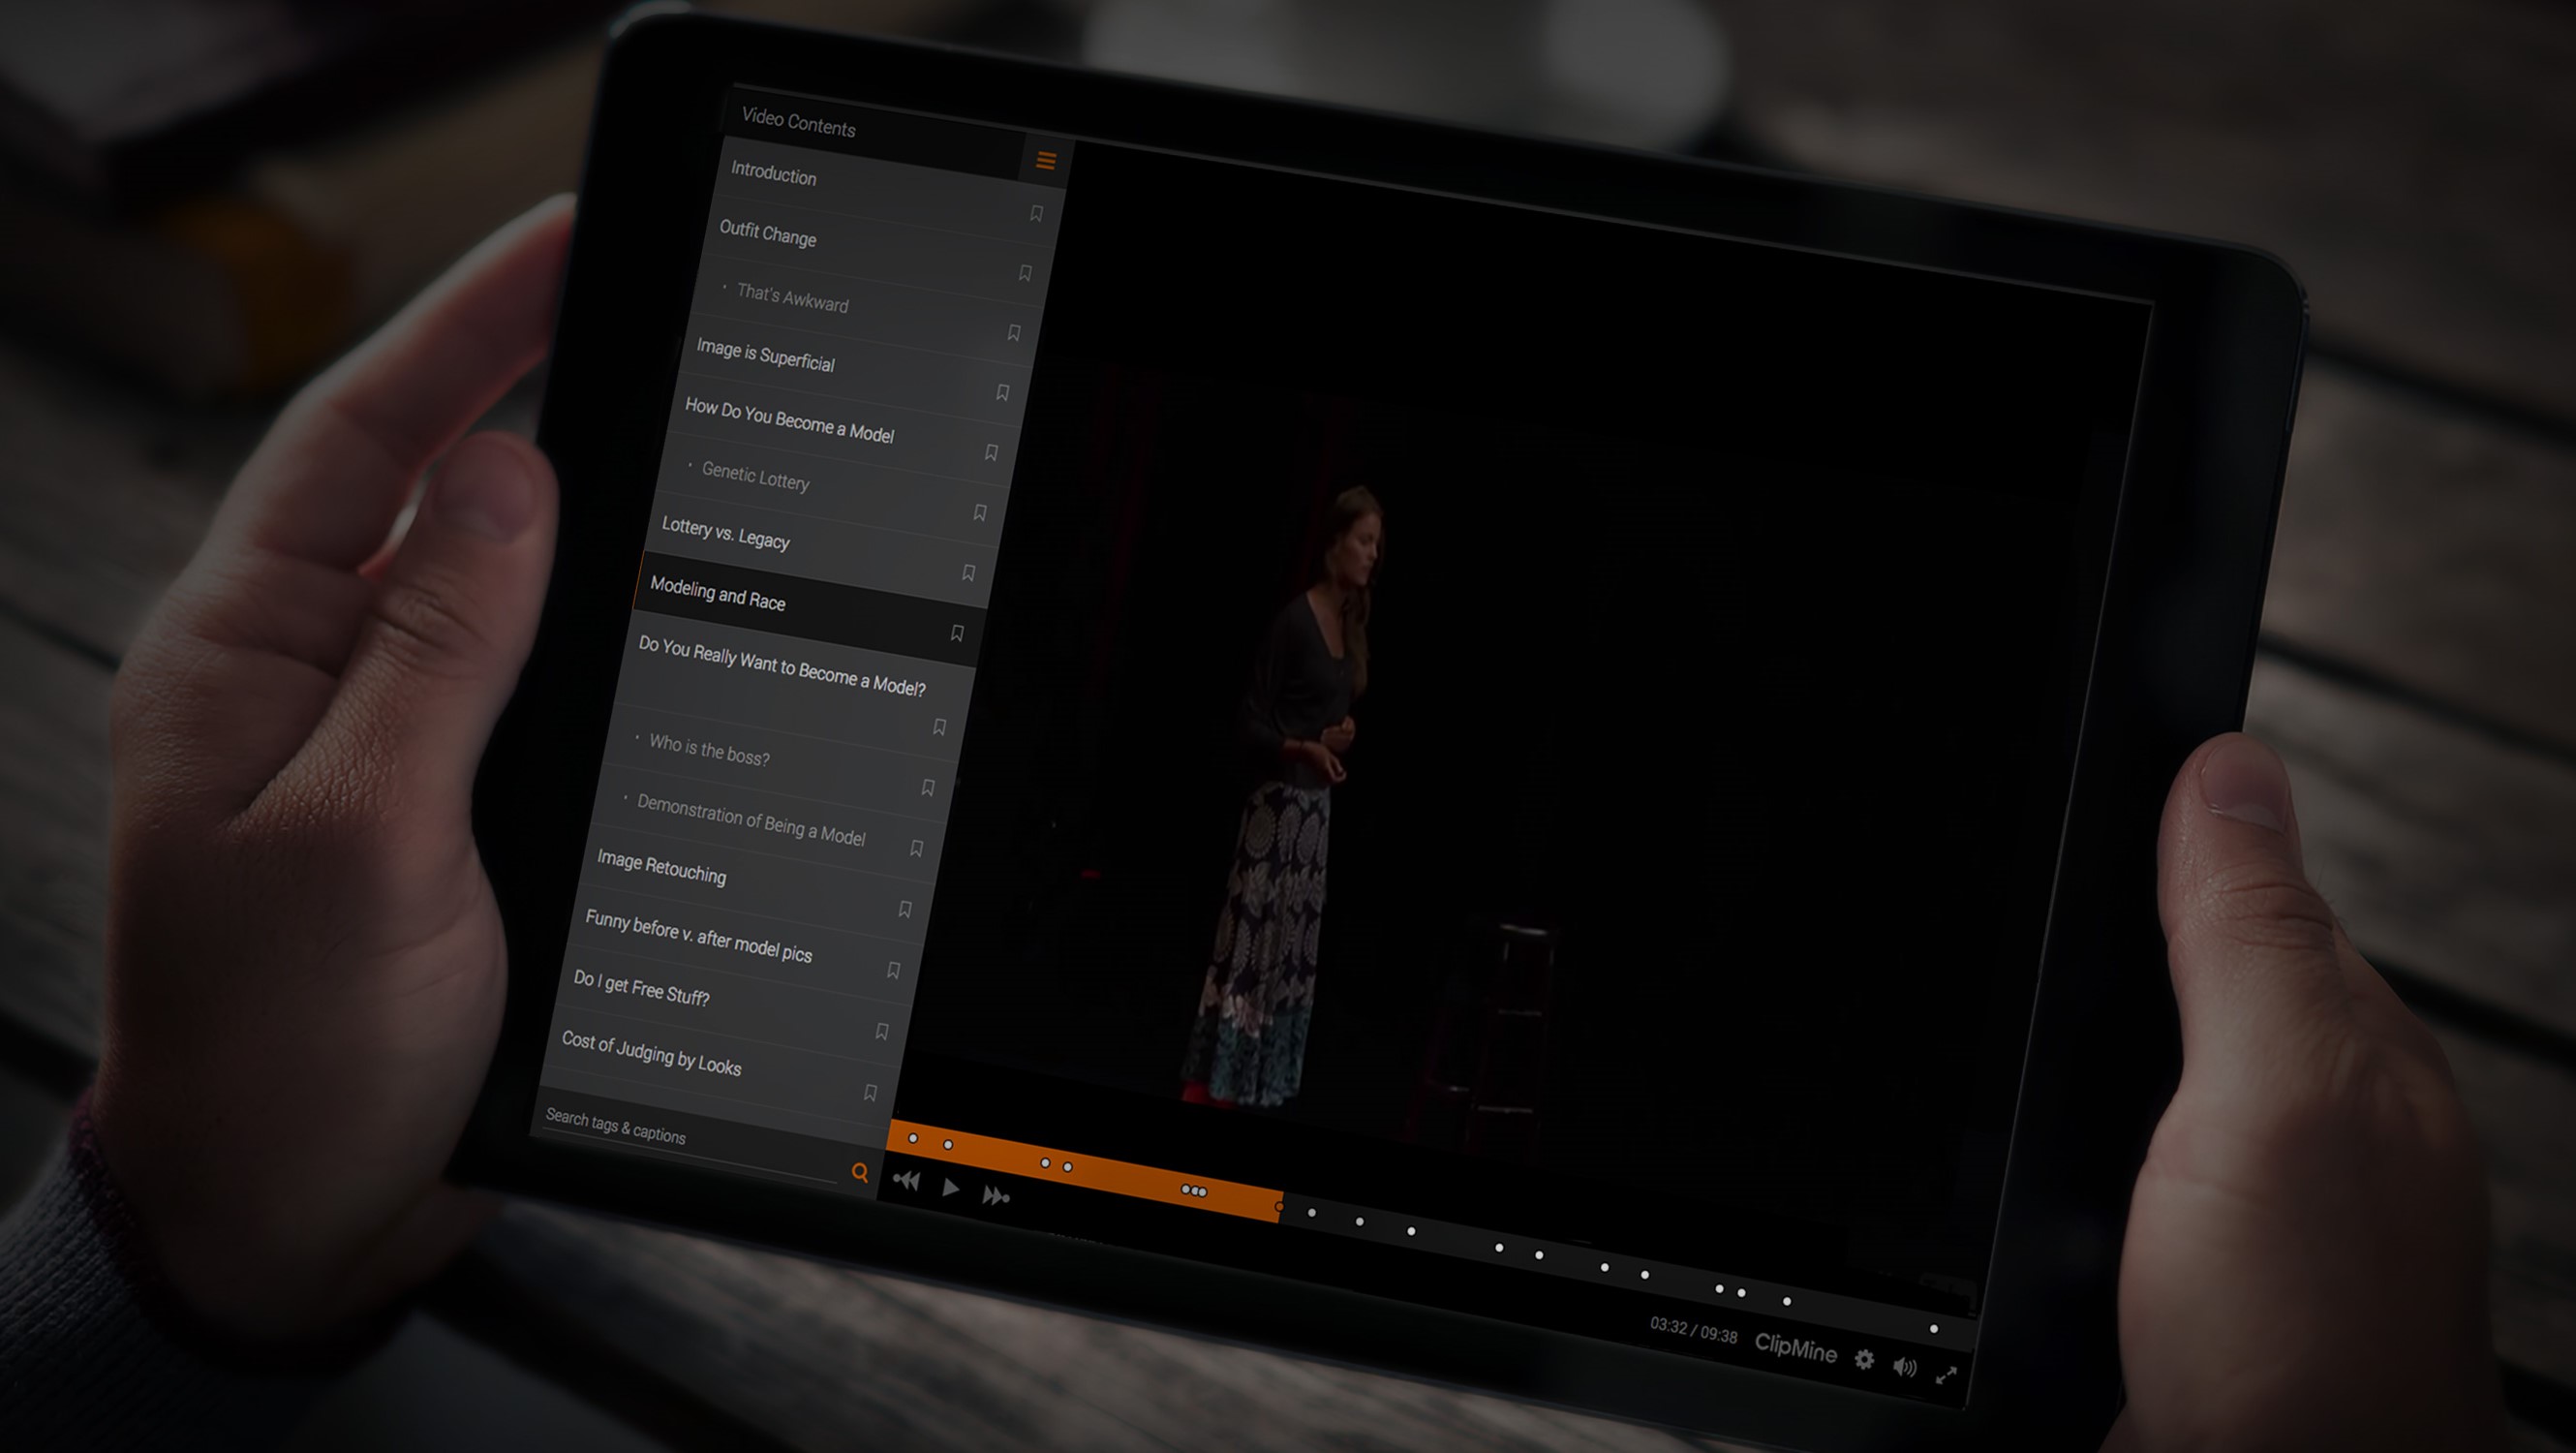 Video Contents
Introduction
Outfit Change
• That's Awkward
Image is Superficial
How Do You Become a Model
• Genetic Lottery
Lottery vs. Legacy
Modeling and Race
Do You Really Want to Become a Model?
• Who is the boss?
• Demonstration of Being a Model
Image Retouching
Funny before v. after model pics
Do I get Free Stuff?
Cost of Judging by Looks
Search tags & captions
03:32 / 09:38 ClipMine